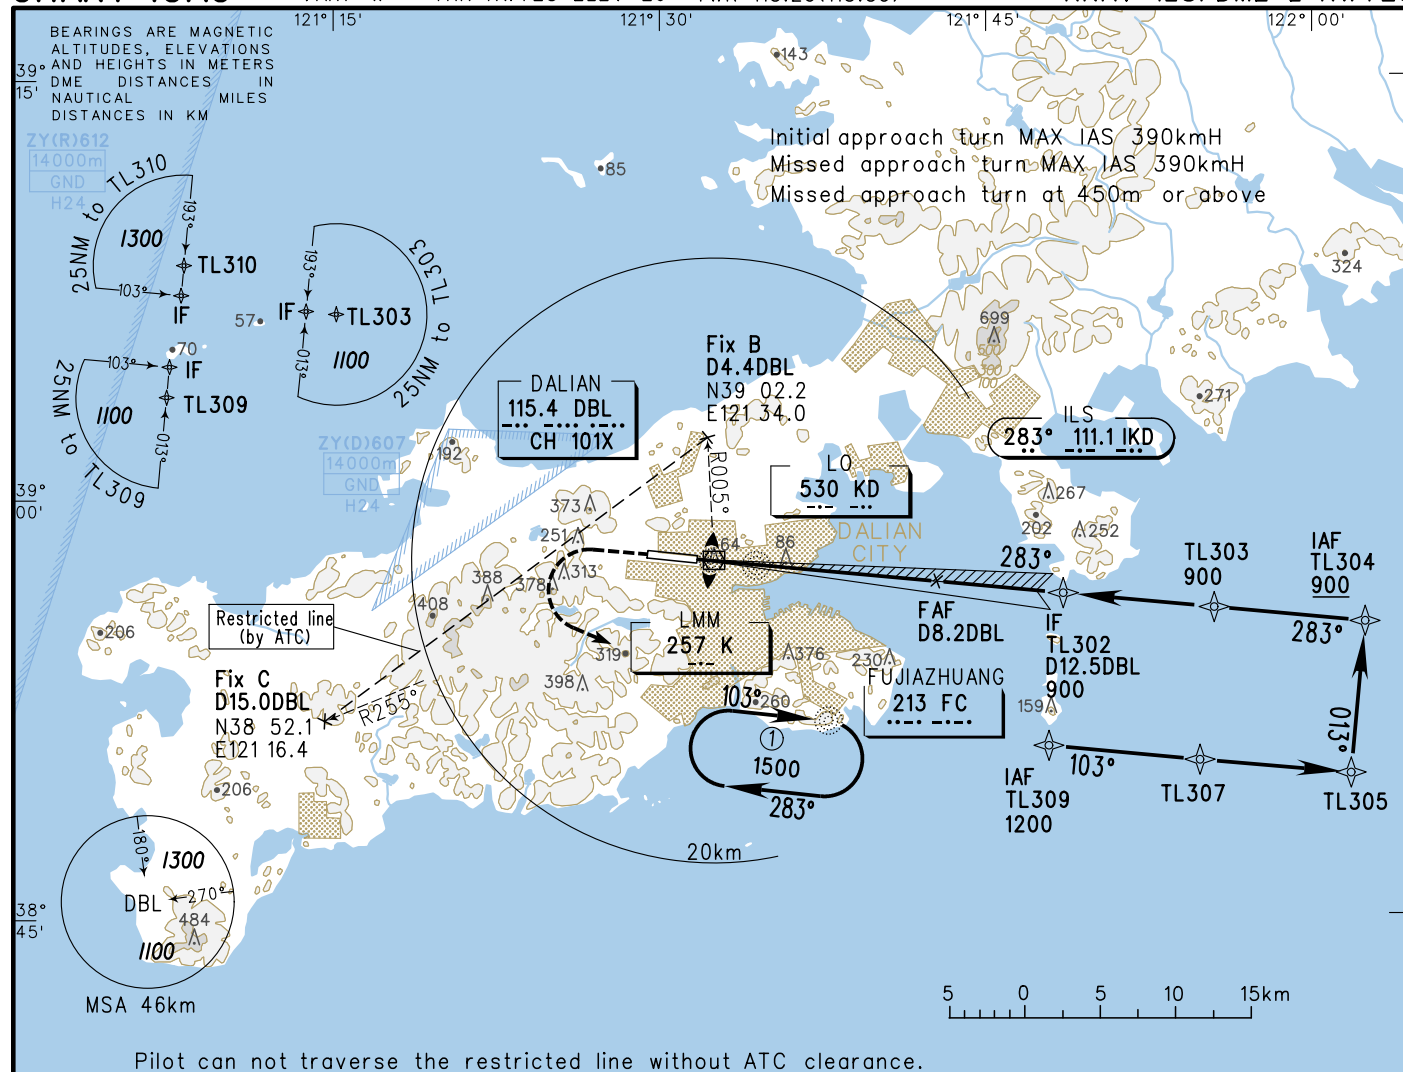 121°15'
121°30'
121°45'
122°00'
BEARINGS ARE MAGNETIC
ALTITUDES, ELEVATIONS
AND HEIGHTS IN METERS
DME DISTANCES IN
NAUTICAL MILES
DISTANCES IN KM
39°
15'
143
ZY(R)612
14000m
GND
H24
Initial approach turn MAX IAS 390kmH
Missed approach turn MAX IAS 390kmH
Missed approach turn at 450m or above
85
25NM to TL310
193°
1300
TL310
103°
IF
25NM to TL303
193°
IF
TL303
013°
1100
57
70
324
699
500
300
100
103°
IF
25NM to TL309
1100
TL309
013°
Fix B
D4.4DBL
N39 02.2
E121 34.0
DALIAN
115.4 DBL
CH 101X
271
ILS
283° 111.1 IKD
ZY(D)607
14000m
GND
H24
192
R005°
LO
530 KD
39°
00'
373
251
267
202
252
DALIAN
CITY
64
86
283°
TL303
900
IAF
TL304
900
388
378
313
408
FAF
D8.2DBL
IF
TL302
D12.5DBL
900
283°
Restricted line
(by ATC)
206
LMM
257 K
319
376
230
FUJIAZHUANG
213 FC
Fix C
D15.0DBL
N38 52.1
E121 16.4
R255°
398
103°
260
159
013°
1
1500
283°
IAF
TL309
1200
103°
TL307
TL305
206
20km
180°
1300
DBL
270°
484
1100
38°
45'
MSA 46km
5 0 5 10 15km
Pilot can not traverse the restricted line without ATC clearance.